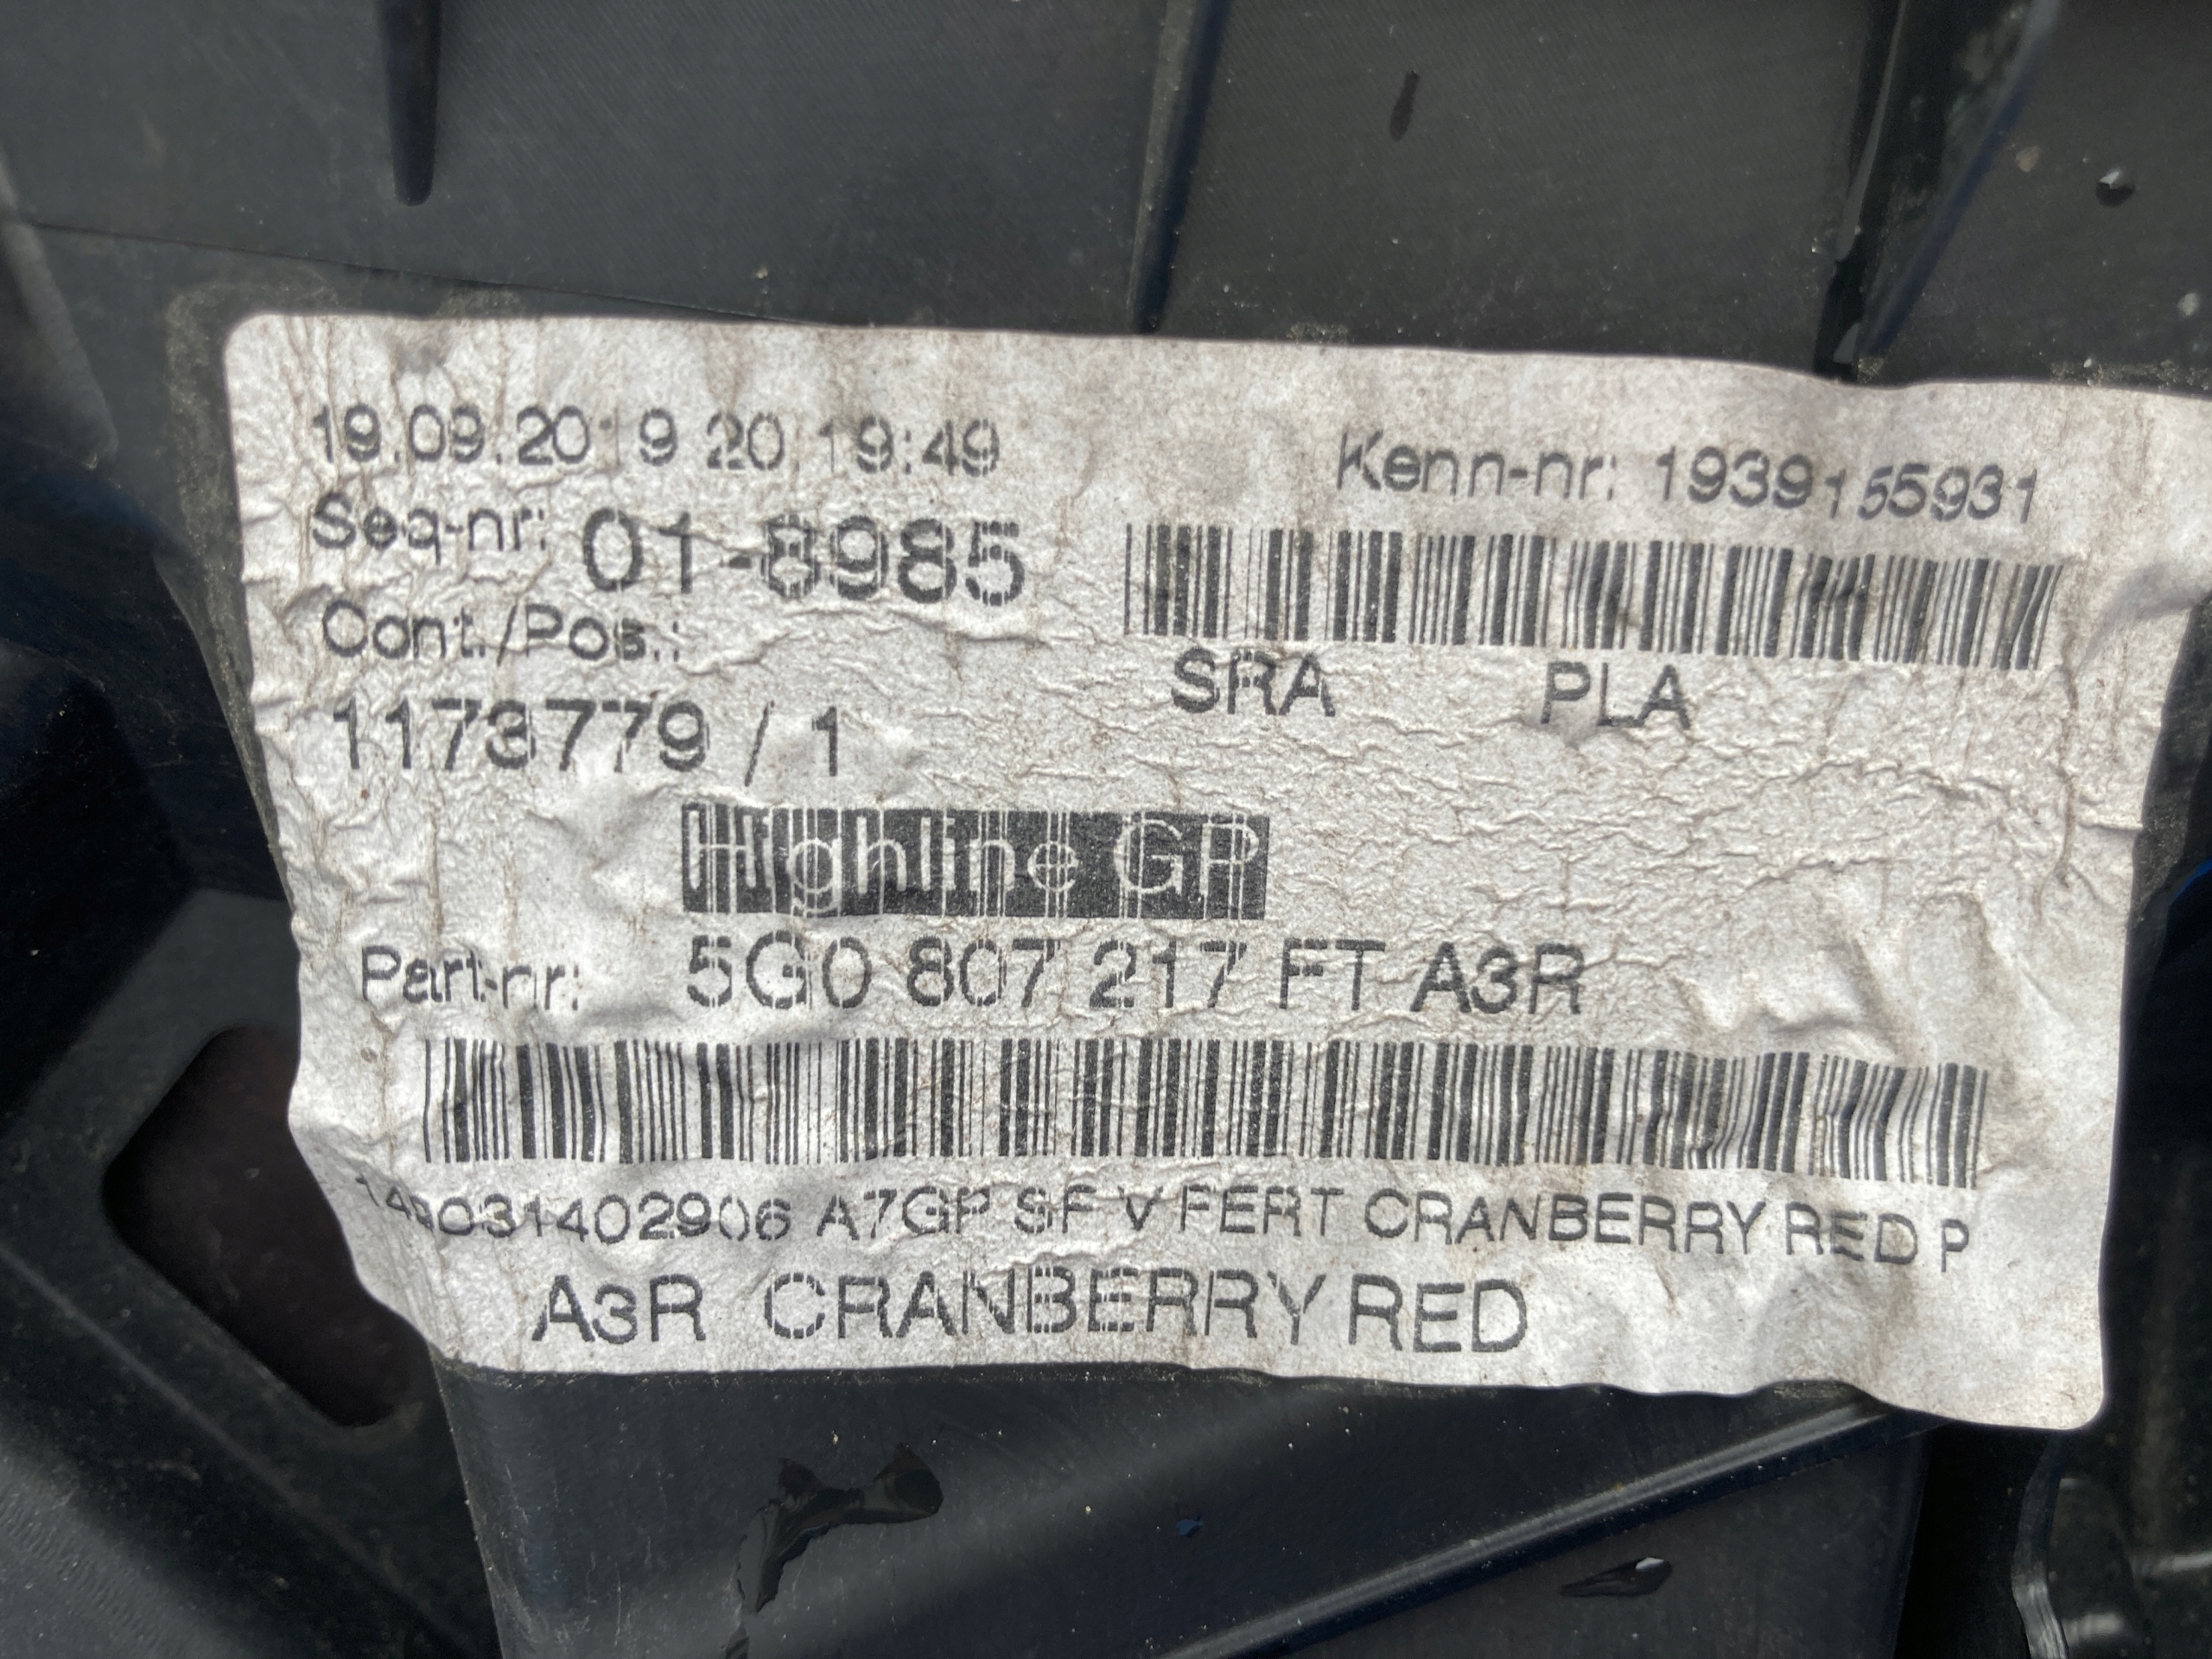 19.09.2019 20:19:49
Kenn-nr: 1939155931
Seq-nr: 01-8985
Cont./Pos.:
SRA PLA
1173779 / 1
Highline GP
Part-nr: 5G0 807 217 FT A3R
149031402906 A7GP SF V FERT CRANBERRY RED P
A3R CRANBERRY RED